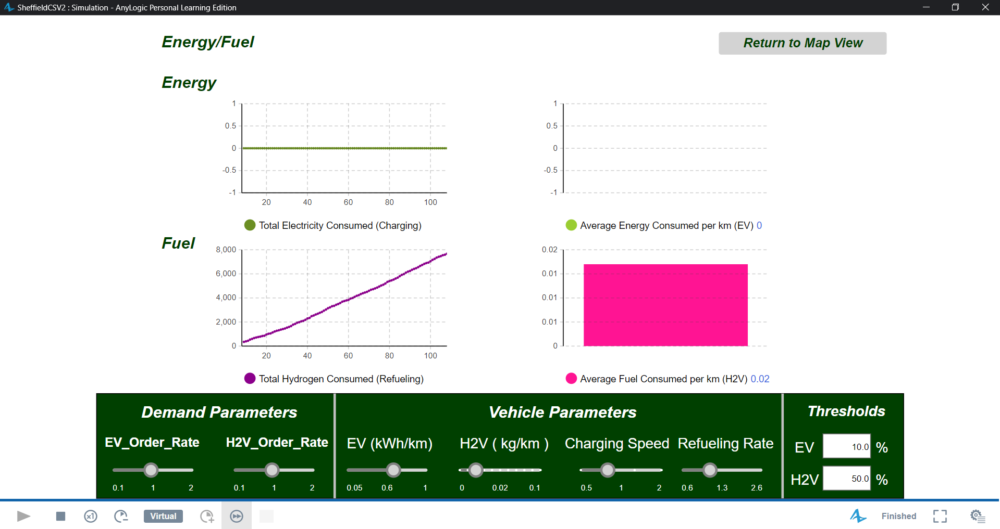 SheffieldCSV2 : Simulation - AnyLogic Personal Learning Edition
Energy/Fuel
Return to Map View
Energy
1
0.5
0
-0.5
-1
20 40 60 80 100
Total Electricity Consumed (Charging)
1
0.5
0
-0.5
-1
Average Energy Consumed per km (EV) 0
Fuel
8,000
6,000
4,000
2,000
0
20 40 60 80 100
Total Hydrogen Consumed (Refueling)
0.02
0.01
0.01
0.01
0
Average Fuel Consumed per km (H2V) 0.02
Demand Parameters
EV_Order_Rate H2V_Order_Rate
0.1 1 2 0.1 1 2
Vehicle Parameters
EV (kWh/km) H2V ( kg/km ) Charging Speed Refueling Rate
0.05 0.6 1 0 0.02 0.1 0.5 1 2 0.6 1.3 2.6
Thresholds
EV 10.0 %
H2V 50.0 %
x1 Virtual Finished